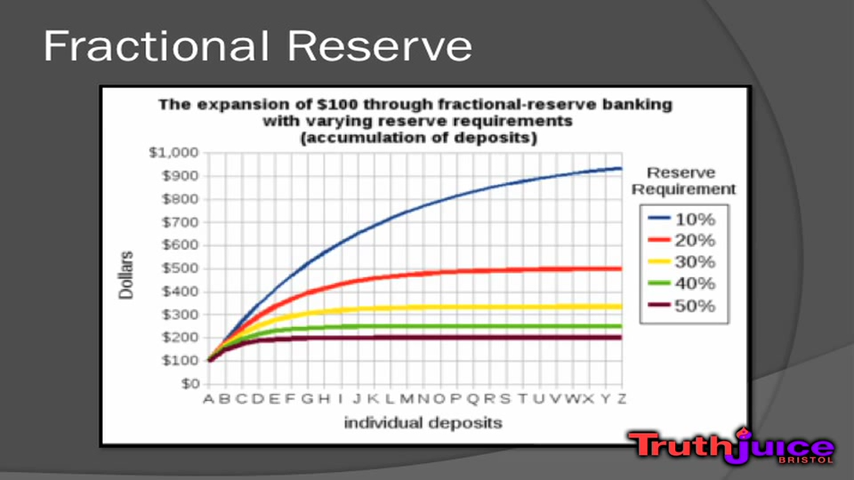 Fractional Reserve
The expansion of $100 through fractional-reserve banking
with varying reserve requirements
(accumulation of deposits)
$1,000
$900
$800
$700
$600
$500
$400
$300
$200
$100
$0
Dollars
A B C D E F G H I J K L M N O P Q R S T U V W X Y Z
individual deposits
Reserve
Requirement
10%
20%
30%
40%
50%
Truthjuice
BRISTOL